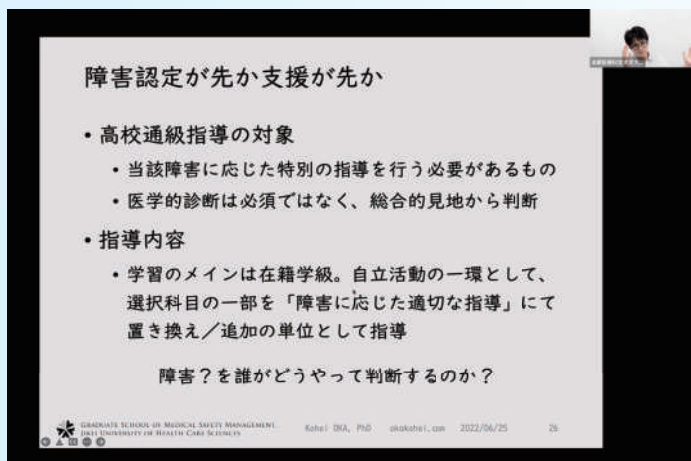 障害認定が先か支援が先か
• 高校通級指導の対象
• 当該障害に応じた特別の指導を行う必要があるもの
• 医学的診断は必須ではなく、総合的見地から判断
• 指導内容
• 学習のメインは在籍学級。自立活動の一環として、
選択科目の一部を「障害に応じた適切な指導」にて
置き換え／追加の単位として指導
障害？を誰がどうやって判断するのか？
GRADUATE SCHOOL OF MEDICAL SAFETY MANAGEMENT
JIKEI UNIVERSITY OF HEALTH CARE SCIENCES
Kohei OKA, PhD okakohei.com 2022/06/25 26